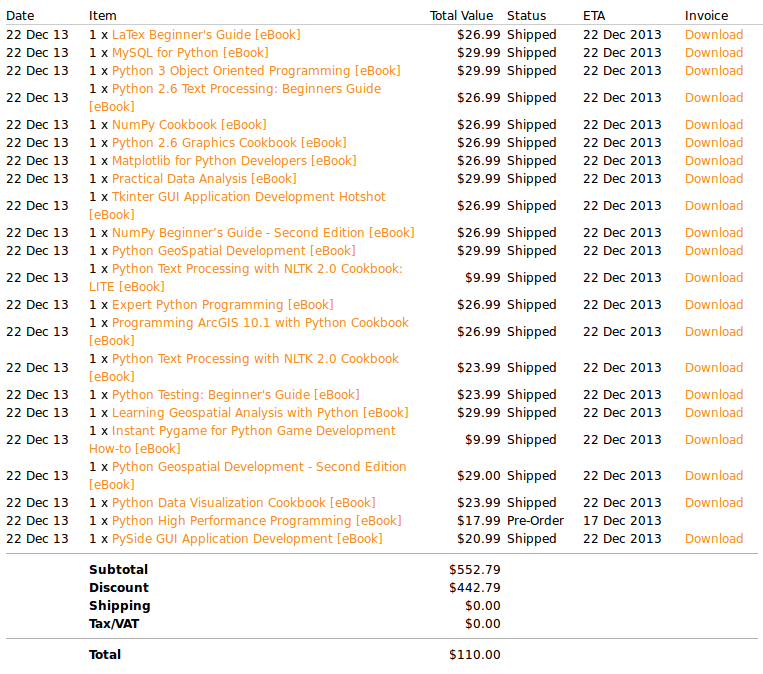 Date Item Total Value Status ETA Invoice
22 Dec 13 1 x LaTex Beginner's Guide [eBook] $26.99 Shipped 22 Dec 2013 Download
22 Dec 13 1 x MySQL for Python [eBook] $29.99 Shipped 22 Dec 2013 Download
22 Dec 13 1 x Python 3 Object Oriented Programming [eBook] $29.99 Shipped 22 Dec 2013 Download
22 Dec 13 1 x Python 2.6 Text Processing: Beginners Guide $26.99 Shipped 22 Dec 2013 Download
[eBook]
22 Dec 13 1 x NumPy Cookbook [eBook] $26.99 Shipped 22 Dec 2013 Download
22 Dec 13 1 x Python 2.6 Graphics Cookbook [eBook] $26.99 Shipped 22 Dec 2013 Download
22 Dec 13 1 x Matplotlib for Python Developers [eBook] $26.99 Shipped 22 Dec 2013 Download
22 Dec 13 1 x Practical Data Analysis [eBook] $29.99 Shipped 22 Dec 2013 Download
22 Dec 13 1 x Tkinter GUI Application Development Hotshot $26.99 Shipped 22 Dec 2013 Download
[eBook]
22 Dec 13 1 x NumPy Beginner’s Guide - Second Edition [eBook] $26.99 Shipped 22 Dec 2013 Download
22 Dec 13 1 x Python GeoSpatial Development [eBook] $29.99 Shipped 22 Dec 2013 Download
22 Dec 13 1 x Python Text Processing with NLTK 2.0 Cookbook: $9.99 Shipped 22 Dec 2013 Download
LITE [eBook]
22 Dec 13 1 x Expert Python Programming [eBook] $26.99 Shipped 22 Dec 2013 Download
22 Dec 13 1 x Programming ArcGIS 10.1 with Python Cookbook $26.99 Shipped 22 Dec 2013 Download
[eBook]
22 Dec 13 1 x Python Text Processing with NLTK 2.0 Cookbook $23.99 Shipped 22 Dec 2013 Download
[eBook]
22 Dec 13 1 x Python Testing: Beginner's Guide [eBook] $23.99 Shipped 22 Dec 2013 Download
22 Dec 13 1 x Learning Geospatial Analysis with Python [eBook] $29.99 Shipped 22 Dec 2013 Download
22 Dec 13 1 x Instant Pygame for Python Game Development $9.99 Shipped 22 Dec 2013 Download
How-to [eBook]
22 Dec 13 1 x Python Geospatial Development - Second Edition $29.00 Shipped 22 Dec 2013 Download
[eBook]
22 Dec 13 1 x Python Data Visualization Cookbook [eBook] $23.99 Shipped 22 Dec 2013 Download
22 Dec 13 1 x Python High Performance Programming [eBook] $17.99 Pre-Order 17 Dec 2013
22 Dec 13 1 x PySide GUI Application Development [eBook] $20.99 Shipped 22 Dec 2013 Download
Subtotal $552.79
Discount $442.79
Shipping $0.00
Tax/VAT $0.00
Total $110.00